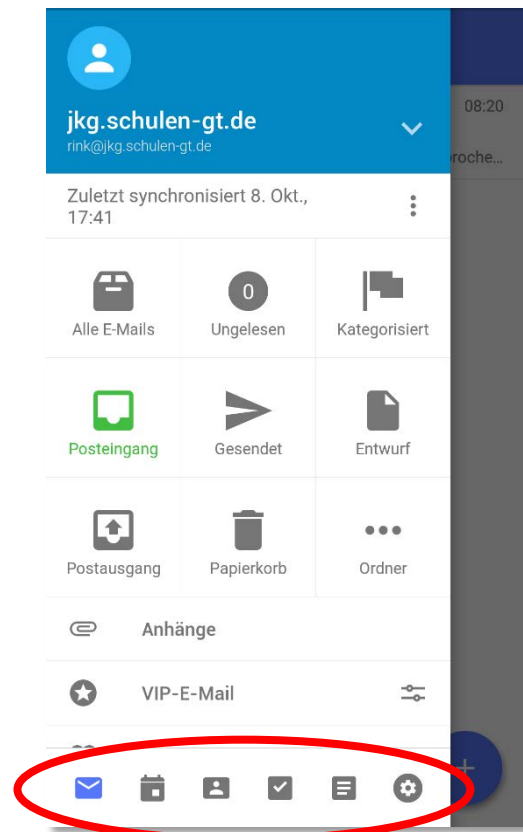 jkg.schulen-gt.de
rink@jkg.schulen-gt.de
08:20
Zuletzt synchronisiert 8. Okt.,
17:41
0
Alle E-Mails Ungelesen Kategorisiert
Posteingang Gesendet Entwurf
Postausgang Papierkorb Ordner
Anhänge
VIP-E-Mail